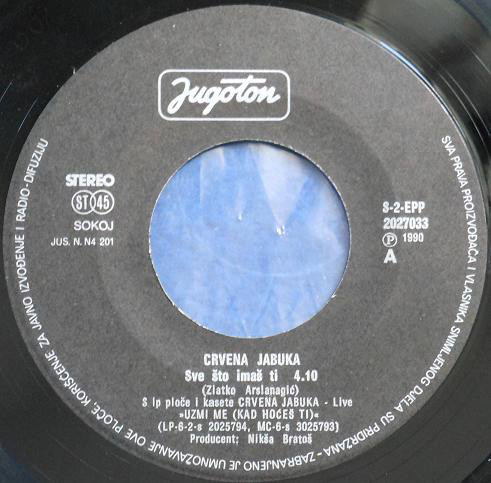 Jugoton
STEREO
ST 45
SOKOJ
JUS. N. N4 201
S-2-EPP
2027033
Ⓟ 1990
A
CRVENA JABUKA
Sve što imaš ti 4.10
(Zlatko Arslanagić)
S lp ploče i kasete CRVENA JABUKA - Live
»UZMI ME (KAD HOĆEŠ TI)«
(LP-6-2-s 2025794, MC-6-s 3025793)
Producent; Nikša Bratoš
SVA PRAVA PROIZVOĐAČA I VLASNIKA SNIMLJENOG DJELA SU PRIDRŽANA - ZABRANJENO JE UMNOŽAVANJE OVE PLOČE, KORIŠĆENJE ZA JAVNO IZVOĐENJE I RADIO-DIFUZIJU